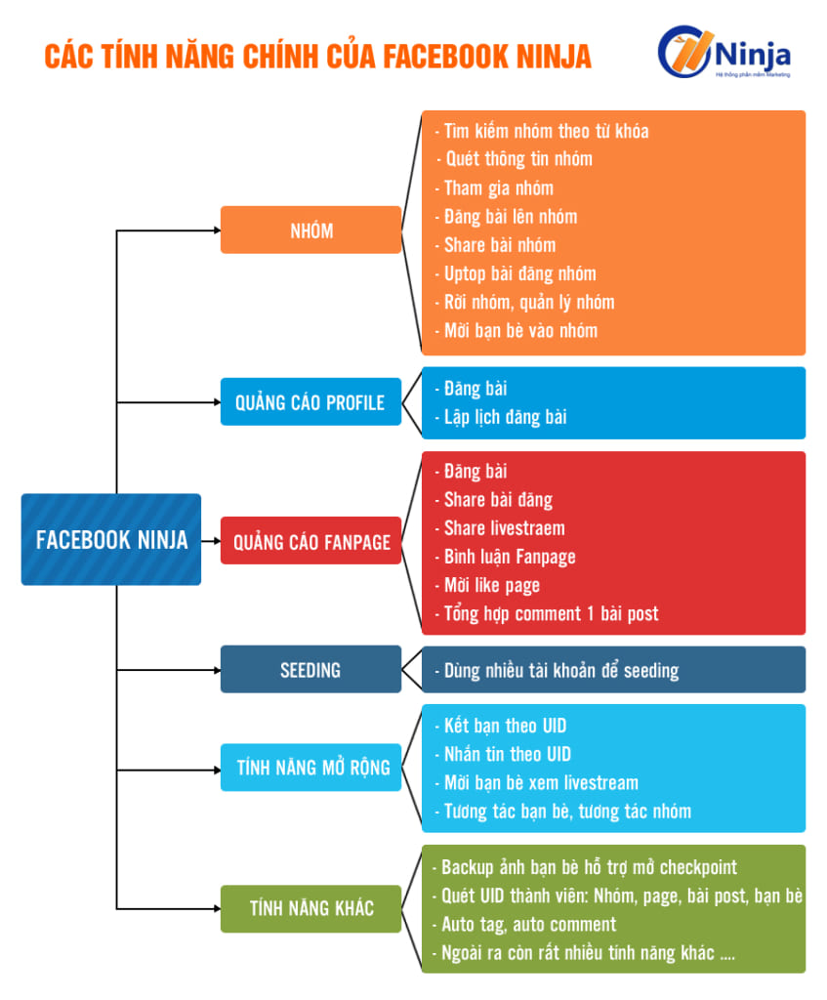 CÁC TÍNH NĂNG CHÍNH CỦA FACEBOOK NINJA
Ninja
Hệ thống phần mềm Marketing
FACEBOOK NINJA
NHÓM
- Tìm kiếm nhóm theo từ khóa
- Quét thông tin nhóm
- Tham gia nhóm
- Đăng bài lên nhóm
- Share bài nhóm
- Uptop bài đăng nhóm
- Rời nhóm, quản lý nhóm
- Mời bạn bè vào nhóm
QUẢNG CÁO PROFILE
- Đăng bài
- Lập lịch đăng bài
QUẢNG CÁO FANPAGE
- Đăng bài
- Share bài đăng
- Share livestraem
- Bình luận Fanpage
- Mời like page
- Tổng hợp comment 1 bài post
SEEDING
- Dùng nhiều tài khoản để seeding
TÍNH NĂNG MỞ RỘNG
- Kết bạn theo UID
- Nhắn tin theo UID
- Mời bạn bè xem livestream
- Tương tác bạn bè, tương tác nhóm
TÍNH NĂNG KHÁC
- Backup ảnh bạn bè hỗ trợ mở checkpoint
- Quét UID thành viên: Nhóm, page, bài post, bạn bè
- Auto tag, auto comment
- Ngoài ra còn rất nhiều tính năng khác ....